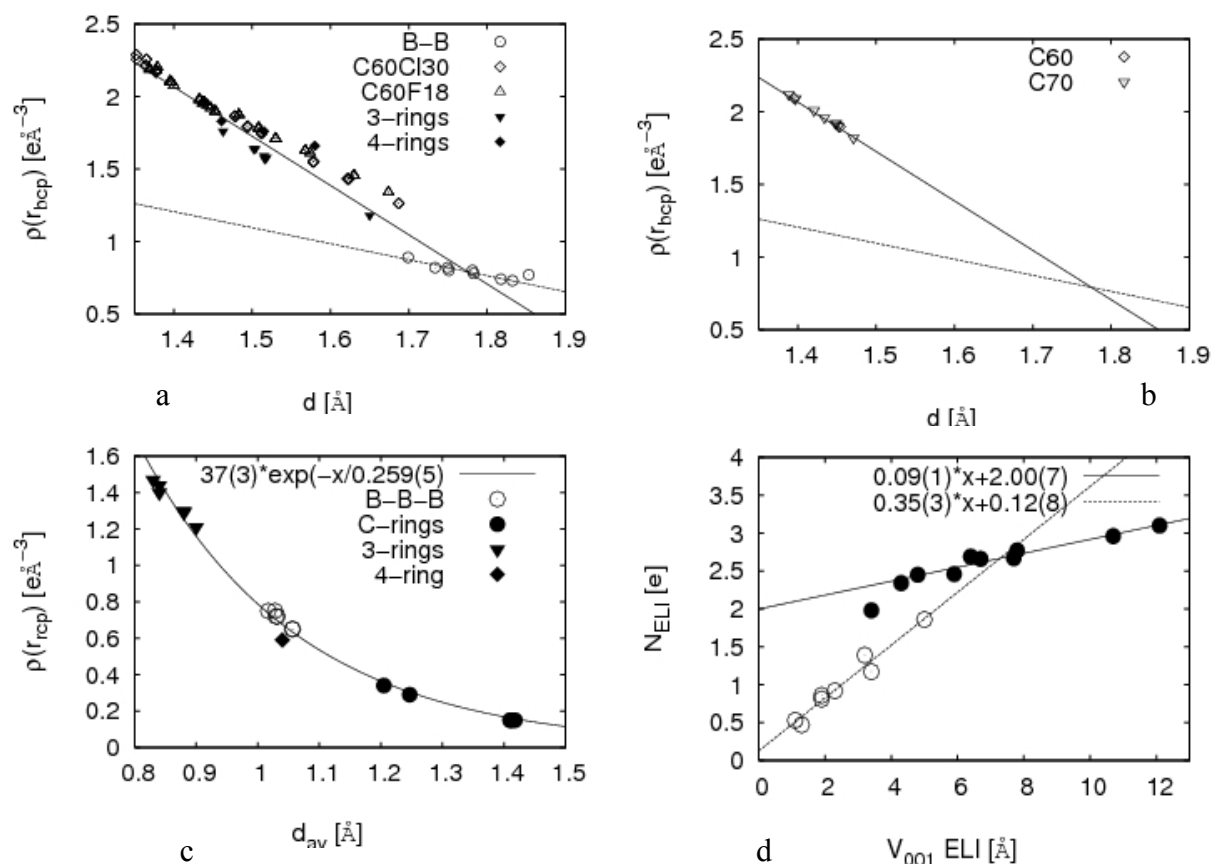 2.5
2
1.5
1
0.5
ρ(r_bcp) [eÅ⁻³]
B−B
C60Cl30
C60F18
3−rings
4−rings
1.4 1.5 1.6 1.7 1.8 1.9
a
d [Å]
2.5
2
1.5
1
0.5
ρ(r_bcp) [eÅ⁻³]
C60
C70
1.4 1.5 1.6 1.7 1.8 1.9
b
d [Å]
1.6
1.4
1.2
1
0.8
0.6
0.4
0.2
0
ρ(r_rcp) [eÅ⁻³]
37(3)*exp(−x/0.259(5)
B−B−B
C−rings
3−rings
4−ring
0.8 0.9 1 1.1 1.2 1.3 1.4 1.5
d_av [Å]
c
4
3.5
3
2.5
2
1.5
1
0.5
0
N_ELI [e]
0.09(1)*x+2.00(7)
0.35(3)*x+0.12(8)
0 2 4 6 8 10 12
d
V_001 ELI [Å]